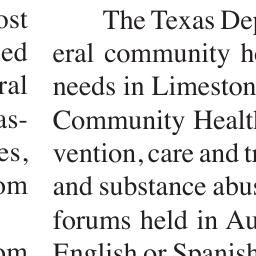 ost
ed
ral
as-
es,
om
om
The Texas Dep
eral community he
needs in Limeston
Community Health
vention, care and tr
and substance abus
forums held in Au
English or Spanish